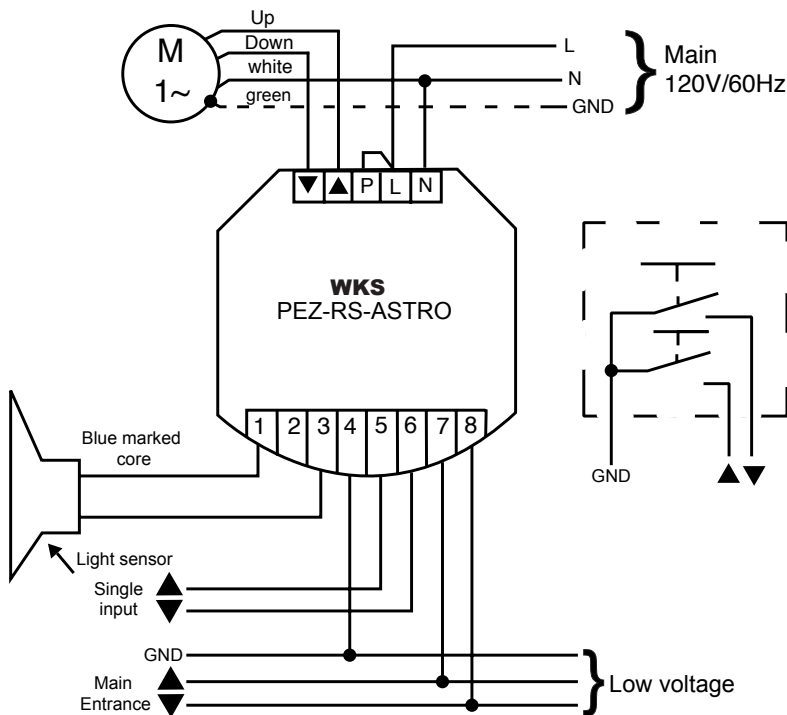 Up
Down
white
green
M
1~
L
N
GND
Main
120V/60Hz
▼ ▲ P L N
WKS
PEZ-RS-ASTRO
1 2 3 4 5 6 7 8
Blue marked
core
Light sensor
Single
input
▲
▼
GND
Main
Entrance
▲
▼
Low voltage
GND
▲▼